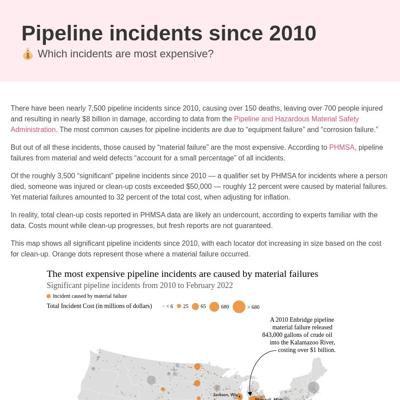 Pipeline incidents since 2010
Which incidents are most expensive?
There have been nearly 7,500 pipeline incidents since 2010, causing over 150 deaths, leaving over 700 people injured
and resulting in nearly $8 billion in damage, according to data from the Pipeline and Hazardous Material Safety
Administration. The most common causes for pipeline incidents are due to “equipment failure” and “corrosion failure.”
But out of all these incidents, those caused by “material failure” are the most expensive. According to PHMSA, pipeline
failures from material and weld defects “account for a small percentage” of all incidents.
Of the roughly 3,500 “significant” incidents since 2010 — a qualifier set by PHMSA for incidents where a person
died, someone was injured or clean-up costs exceeded $50,000 — roughly 12 percent were caused by material failures.
Yet material failures amounted to 32 percent of the total cost, when adjusting for inflation.
In reality, total clean-up costs reported in PHMSA data are likely an undercount, according to experts familiar with the
data. Costs mount while clean-up progresses, but fresh reports are not guaranteed.
This map shows all significant pipeline incidents since 2010, with each locator dot increasing in size based on the cost
for clean-up. Orange dots represent those where a material failure occurred.
The most expensive pipeline incidents are caused by material failures
Significant pipeline incidents from 2010 to February 2022
Incident caused by material failure
Total Incident Cost (in millions of dollars) < 6 25 65 680 > 680
A 2010 Enbridge pipeline
material failure released
843,000 gallons of crude oil
into the Kalamazoo River,
costing over $1 billion.
Jackson, Wis.